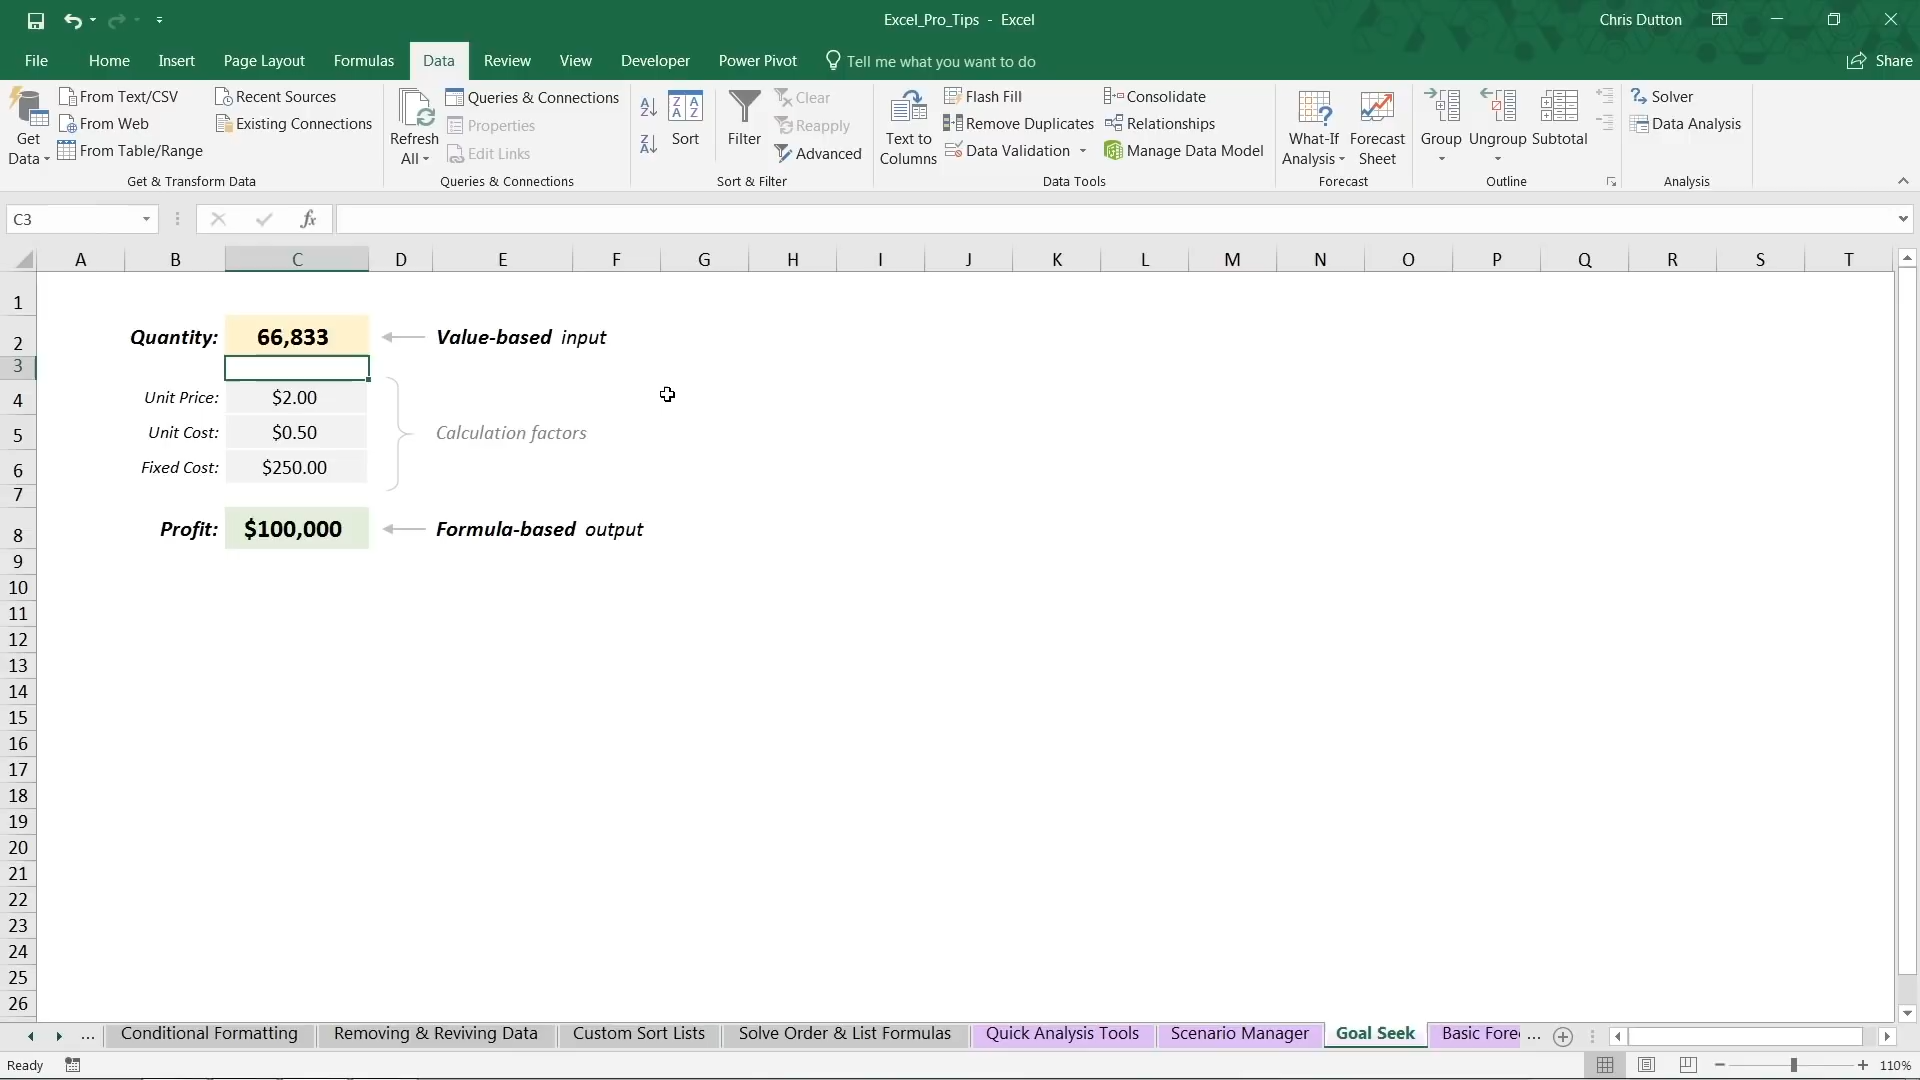 Excel_Pro_Tips - Excel
Chris Dutton
File Home Insert Page Layout Formulas Data Review View Developer Power Pivot Tell me what you want to do Share
Get Data
From Text/CSV
From Web
From Table/Range
Recent Sources
Existing Connections
Get & Transform Data
Refresh All
Queries & Connections
Properties
Edit Links
Queries & Connections
Sort
Filter
Clear
Reapply
Advanced
Sort & Filter
Text to Columns
Flash Fill
Remove Duplicates
Data Validation
Consolidate
Relationships
Manage Data Model
Data Tools
What-If Analysis
Forecast Sheet
Forecast
Group
Ungroup
Subtotal
Outline
Solver
Data Analysis
Analysis
C3
fx
A B C D E F G H I J K L M N O P Q R S T
1
2 Quantity: 66,833 Value-based input
3
4 Unit Price: $2.00
5 Unit Cost: $0.50 Calculation factors
6 Fixed Cost: $250.00
7
8 Profit: $100,000 Formula-based output
9
10
11
12
13
14
15
16
17
18
19
20
21
22
23
24
25
26
... Conditional Formatting Removing & Reviving Data Custom Sort Lists Solve Order & List Formulas Quick Analysis Tools Scenario Manager Goal Seek Basic Fore ...
Ready
110%